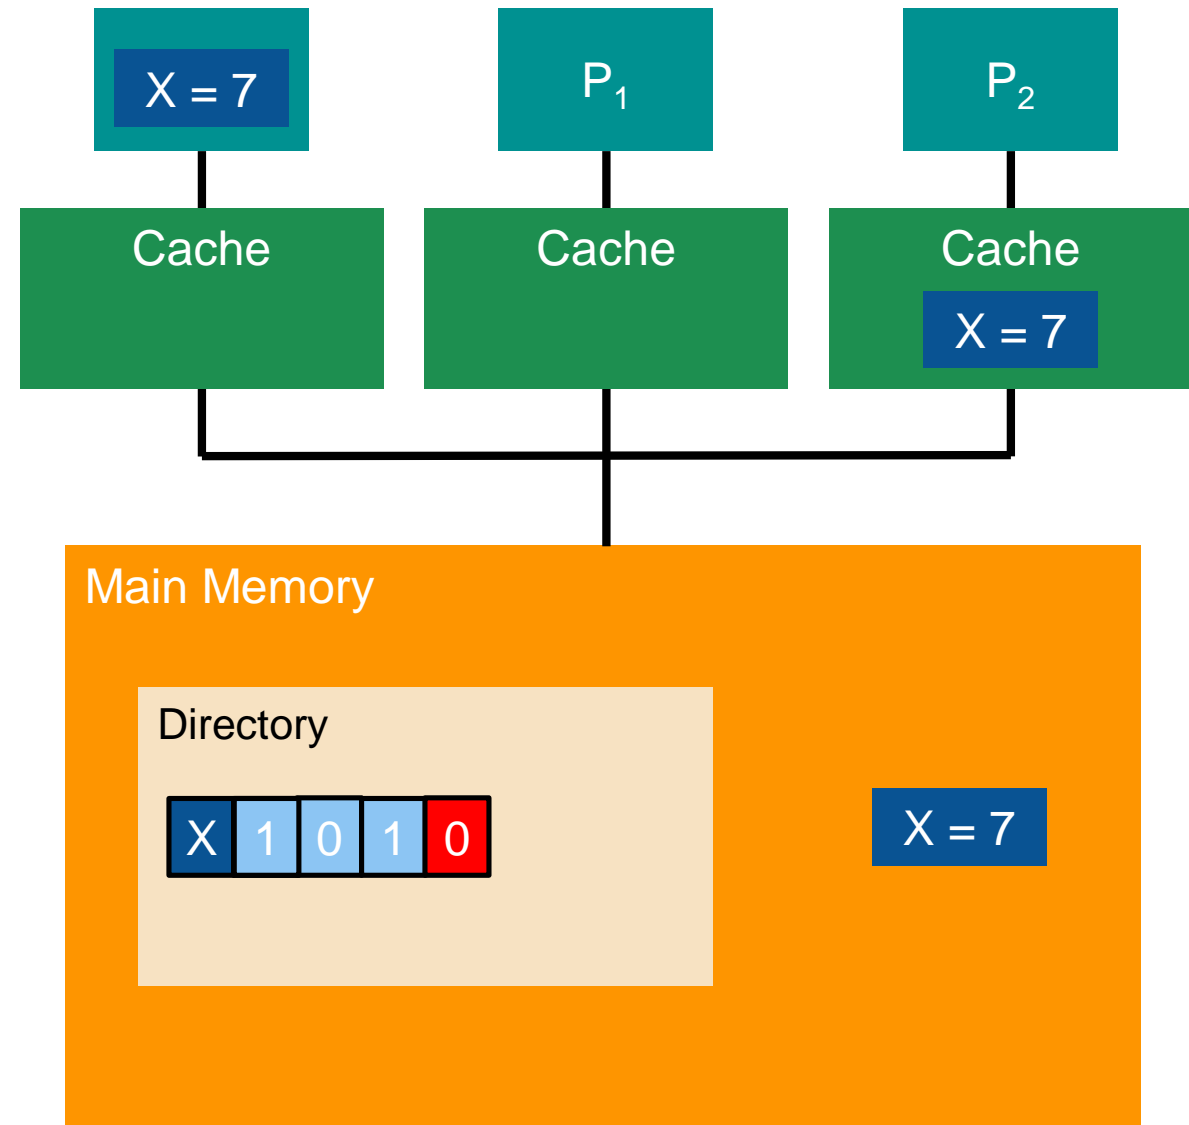 X = 7
P₁
P₂
Cache
Cache
Cache
X = 7
Main Memory
Directory
X 1 0 1 0
X = 7